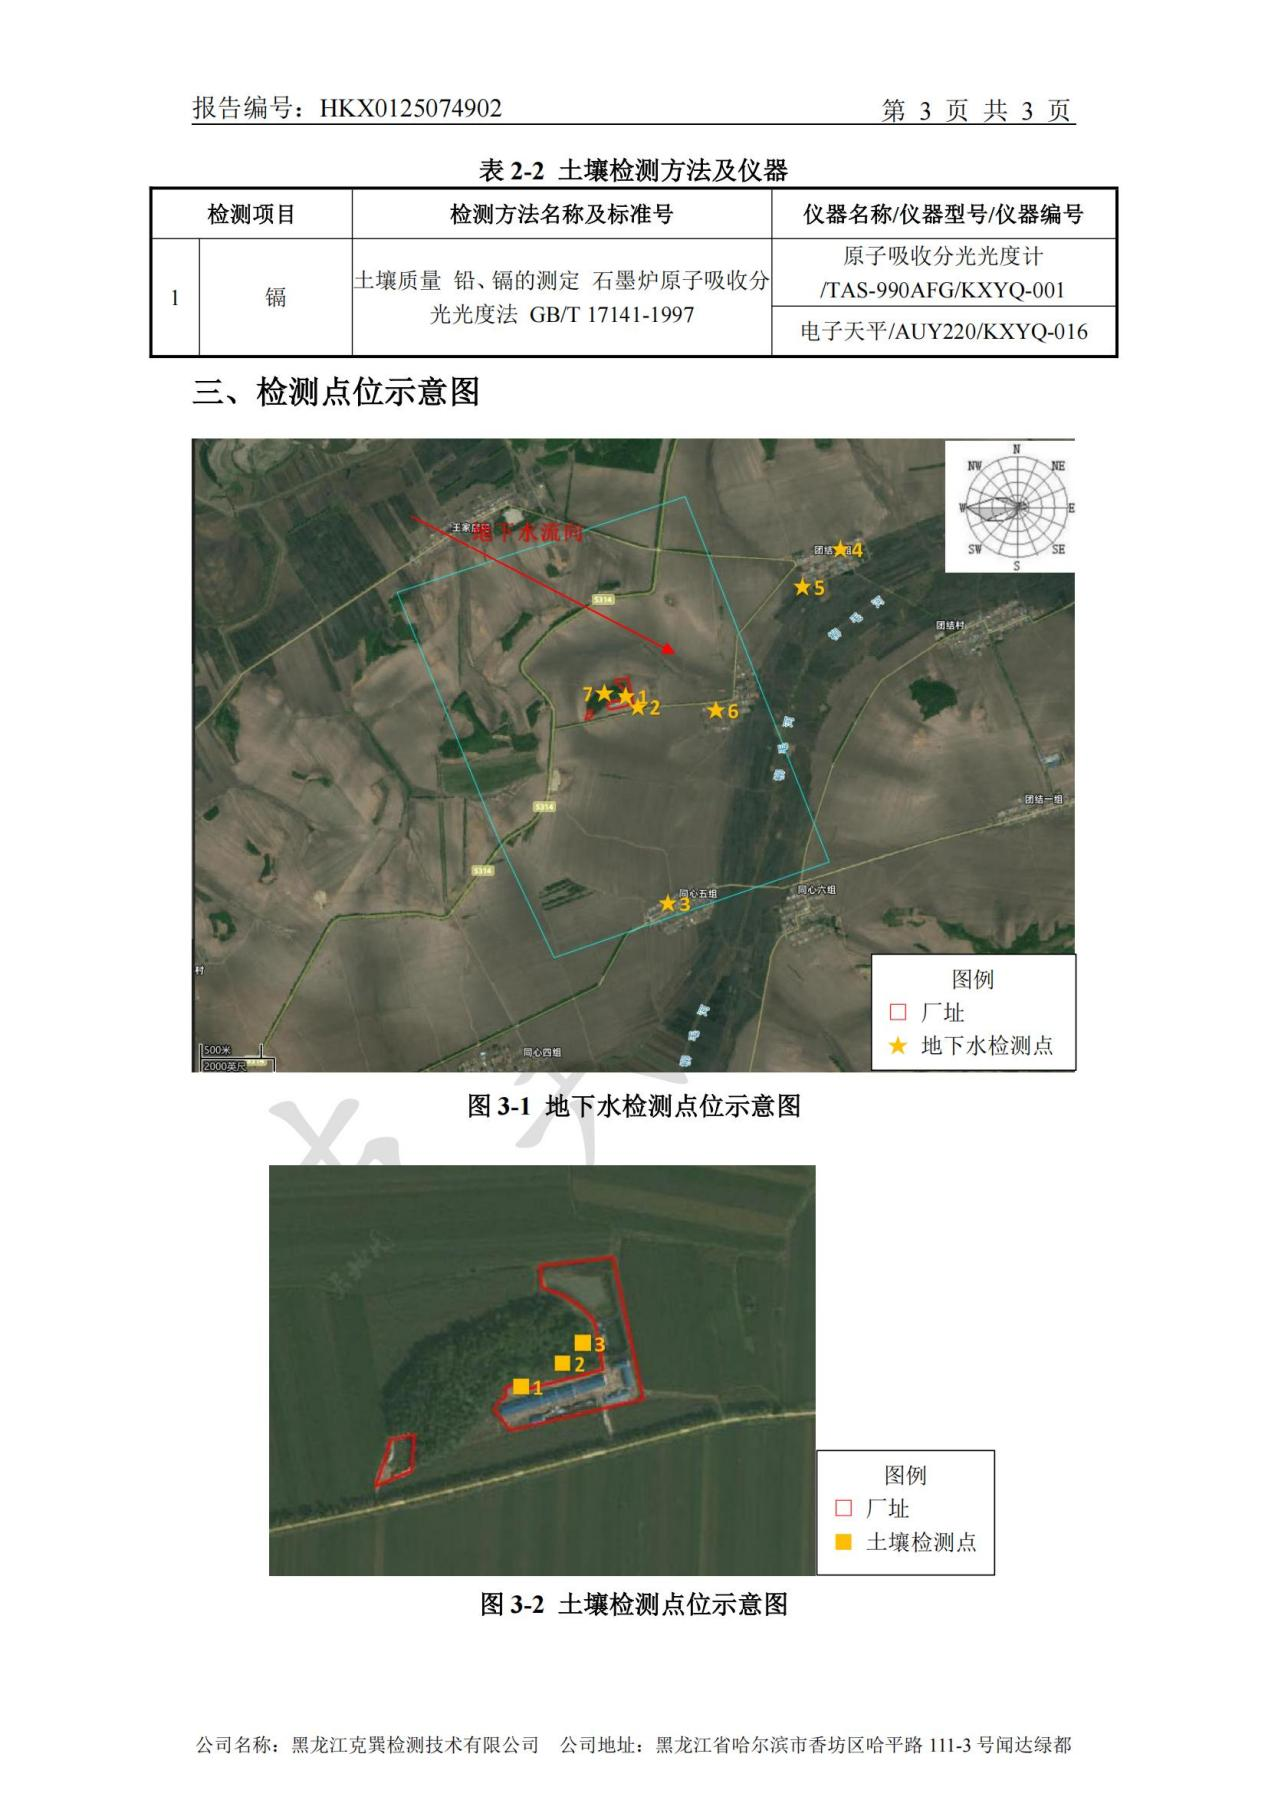 报告编号：HKX0125074902
第 3 页 共 3 页
表 2-2 土壤检测方法及仪器
检测项目
检测方法名称及标准号
仪器名称/仪器型号/仪器编号
1
镉
土壤质量 铅、镉的测定 石墨炉原子吸收分
光光度法 GB/T 17141-1997
原子吸收分光光度计
/TAS-990AFG/KXYQ-001
电子天平/AUY220/KXYQ-016
三、检测点位示意图
N
NW
NE
W
E
SW
SE
S
王家
地下水流向
团结
4
5
S314
团结村
7
1
2
6
S314
团结一组
S314
同心五组
3
同心六组
村
同心四组
500米
2000英尺
图例
厂址
地下水检测点
图 3-1 地下水检测点位示意图
3
2
1
图例
厂址
土壤检测点
图 3-2 土壤检测点位示意图
公司名称：黑龙江克巽检测技术有限公司 公司地址：黑龙江省哈尔滨市香坊区哈平路 111-3 号闻达绿都